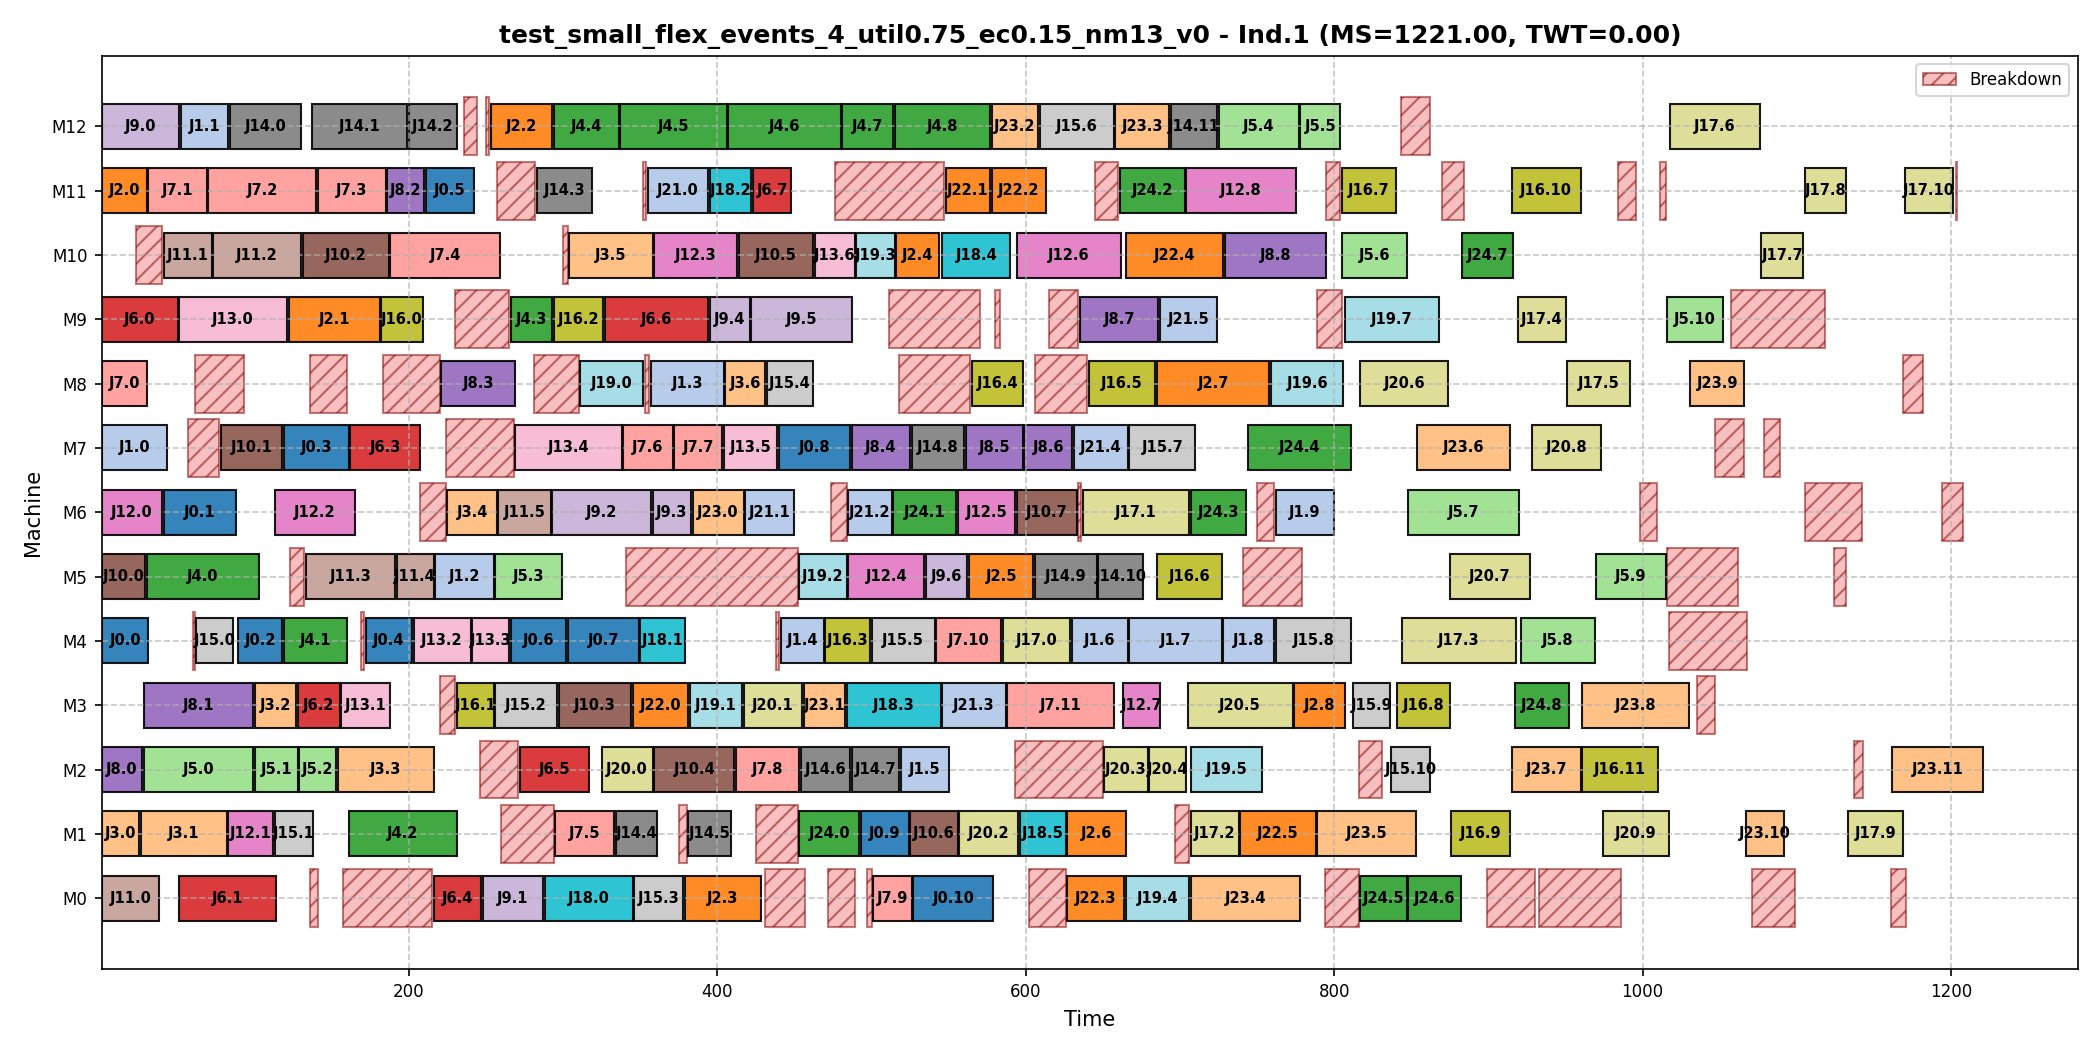 test_small_flex_events_4_util0.75_ec0.15_nm13_v0 - Ind.1 (MS=1221.00, TWT=0.00)
Breakdown
M12 J9.0 J1.1 J14.0 J14.1 J14.2 J2.2 J4.4 J4.5 J4.6 J4.7 J4.8 J23.2 J15.6 J23.3 J14.11 J5.4 J5.5 J17.6
M11 J2.0 J7.1 J7.2 J7.3 J8.2 J0.5 J14.3 J21.0 J18.2 J6.7 J22.1 J22.2 J24.2 J12.8 J16.7 J16.10 J17.8 J17.10
M10 J11.1 J11.2 J10.2 J7.4 J3.5 J12.3 J10.5 J13.6 J19.3 J2.4 J18.4 J12.6 J22.4 J8.8 J5.6 J24.7 J17.7
M9 J6.0 J13.0 J2.1 J16.0 J4.3 J16.2 J6.6 J9.4 J9.5 J8.7 J21.5 J19.7 J17.4 J5.10
M8 J7.0 J8.3 J19.0 J1.3 J3.6 J15.4 J16.4 J16.5 J2.7 J19.6 J20.6 J17.5 J23.9
M7 J1.0 J10.1 J0.3 J6.3 J13.4 J7.6 J7.7 J13.5 J0.8 J8.4 J14.8 J8.5 J8.6 J21.4 J15.7 J24.4 J23.6 J20.8
M6 J12.0 J0.1 J12.2 J3.4 J11.5 J9.2 J9.3 J23.0 J21.1 J21.2 J24.1 J12.5 J10.7 J17.1 J24.3 J1.9 J5.7
M5 J10.0 J4.0 J11.3 J11.4 J1.2 J5.3 J19.2 J12.4 J9.6 J2.5 J14.9 J14.10 J16.6 J20.7 J5.9
M4 J0.0 J15.0 J0.2 J4.1 J0.4 J13.2 J13.3 J0.6 J0.7 J18.1 J1.4 J16.3 J15.5 J7.10 J17.0 J1.6 J1.7 J1.8 J15.8 J17.3 J5.8
M3 J8.1 J3.2 J6.2 J13.1 J16.1 J15.2 J10.3 J22.0 J19.1 J20.1 J23.1 J18.3 J21.3 J7.11 J12.7 J20.5 J2.8 J15.9 J16.8 J24.8 J23.8
M2 J8.0 J5.0 J5.1 J5.2 J3.3 J6.5 J20.0 J10.4 J7.8 J14.6 J14.7 J1.5 J20.3 J20.4 J19.5 J15.10 J23.7 J16.11 J23.11
M1 J3.0 J3.1 J12.1 J15.1 J4.2 J7.5 J14.4 J14.5 J24.0 J0.9 J10.6 J20.2 J18.5 J2.6 J17.2 J22.5 J23.5 J16.9 J20.9 J23.10 J17.9
M0 J11.0 J6.1 J6.4 J9.1 J18.0 J15.3 J2.3 J7.9 J0.10 J22.3 J19.4 J23.4 J24.5 J24.6
200 400 600 800 1000 1200
Time
Machine